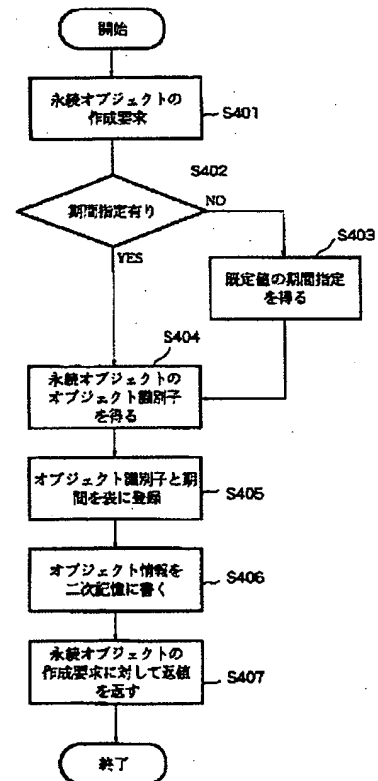 開始
永続オブジェクトの
作成要求
S401
S402
期間指定有り
NO
YES
S403
既定値の期間指定
を得る
S404
永続オブジェクトの
オブジェクト識別子
を得る
オブジェクト識別子と期
間を表に登録
S405
オブジェクト情報を
二次記憶に書く
S406
永続オブジェクトの
作成要求に対して返値
を返す
S407
終了